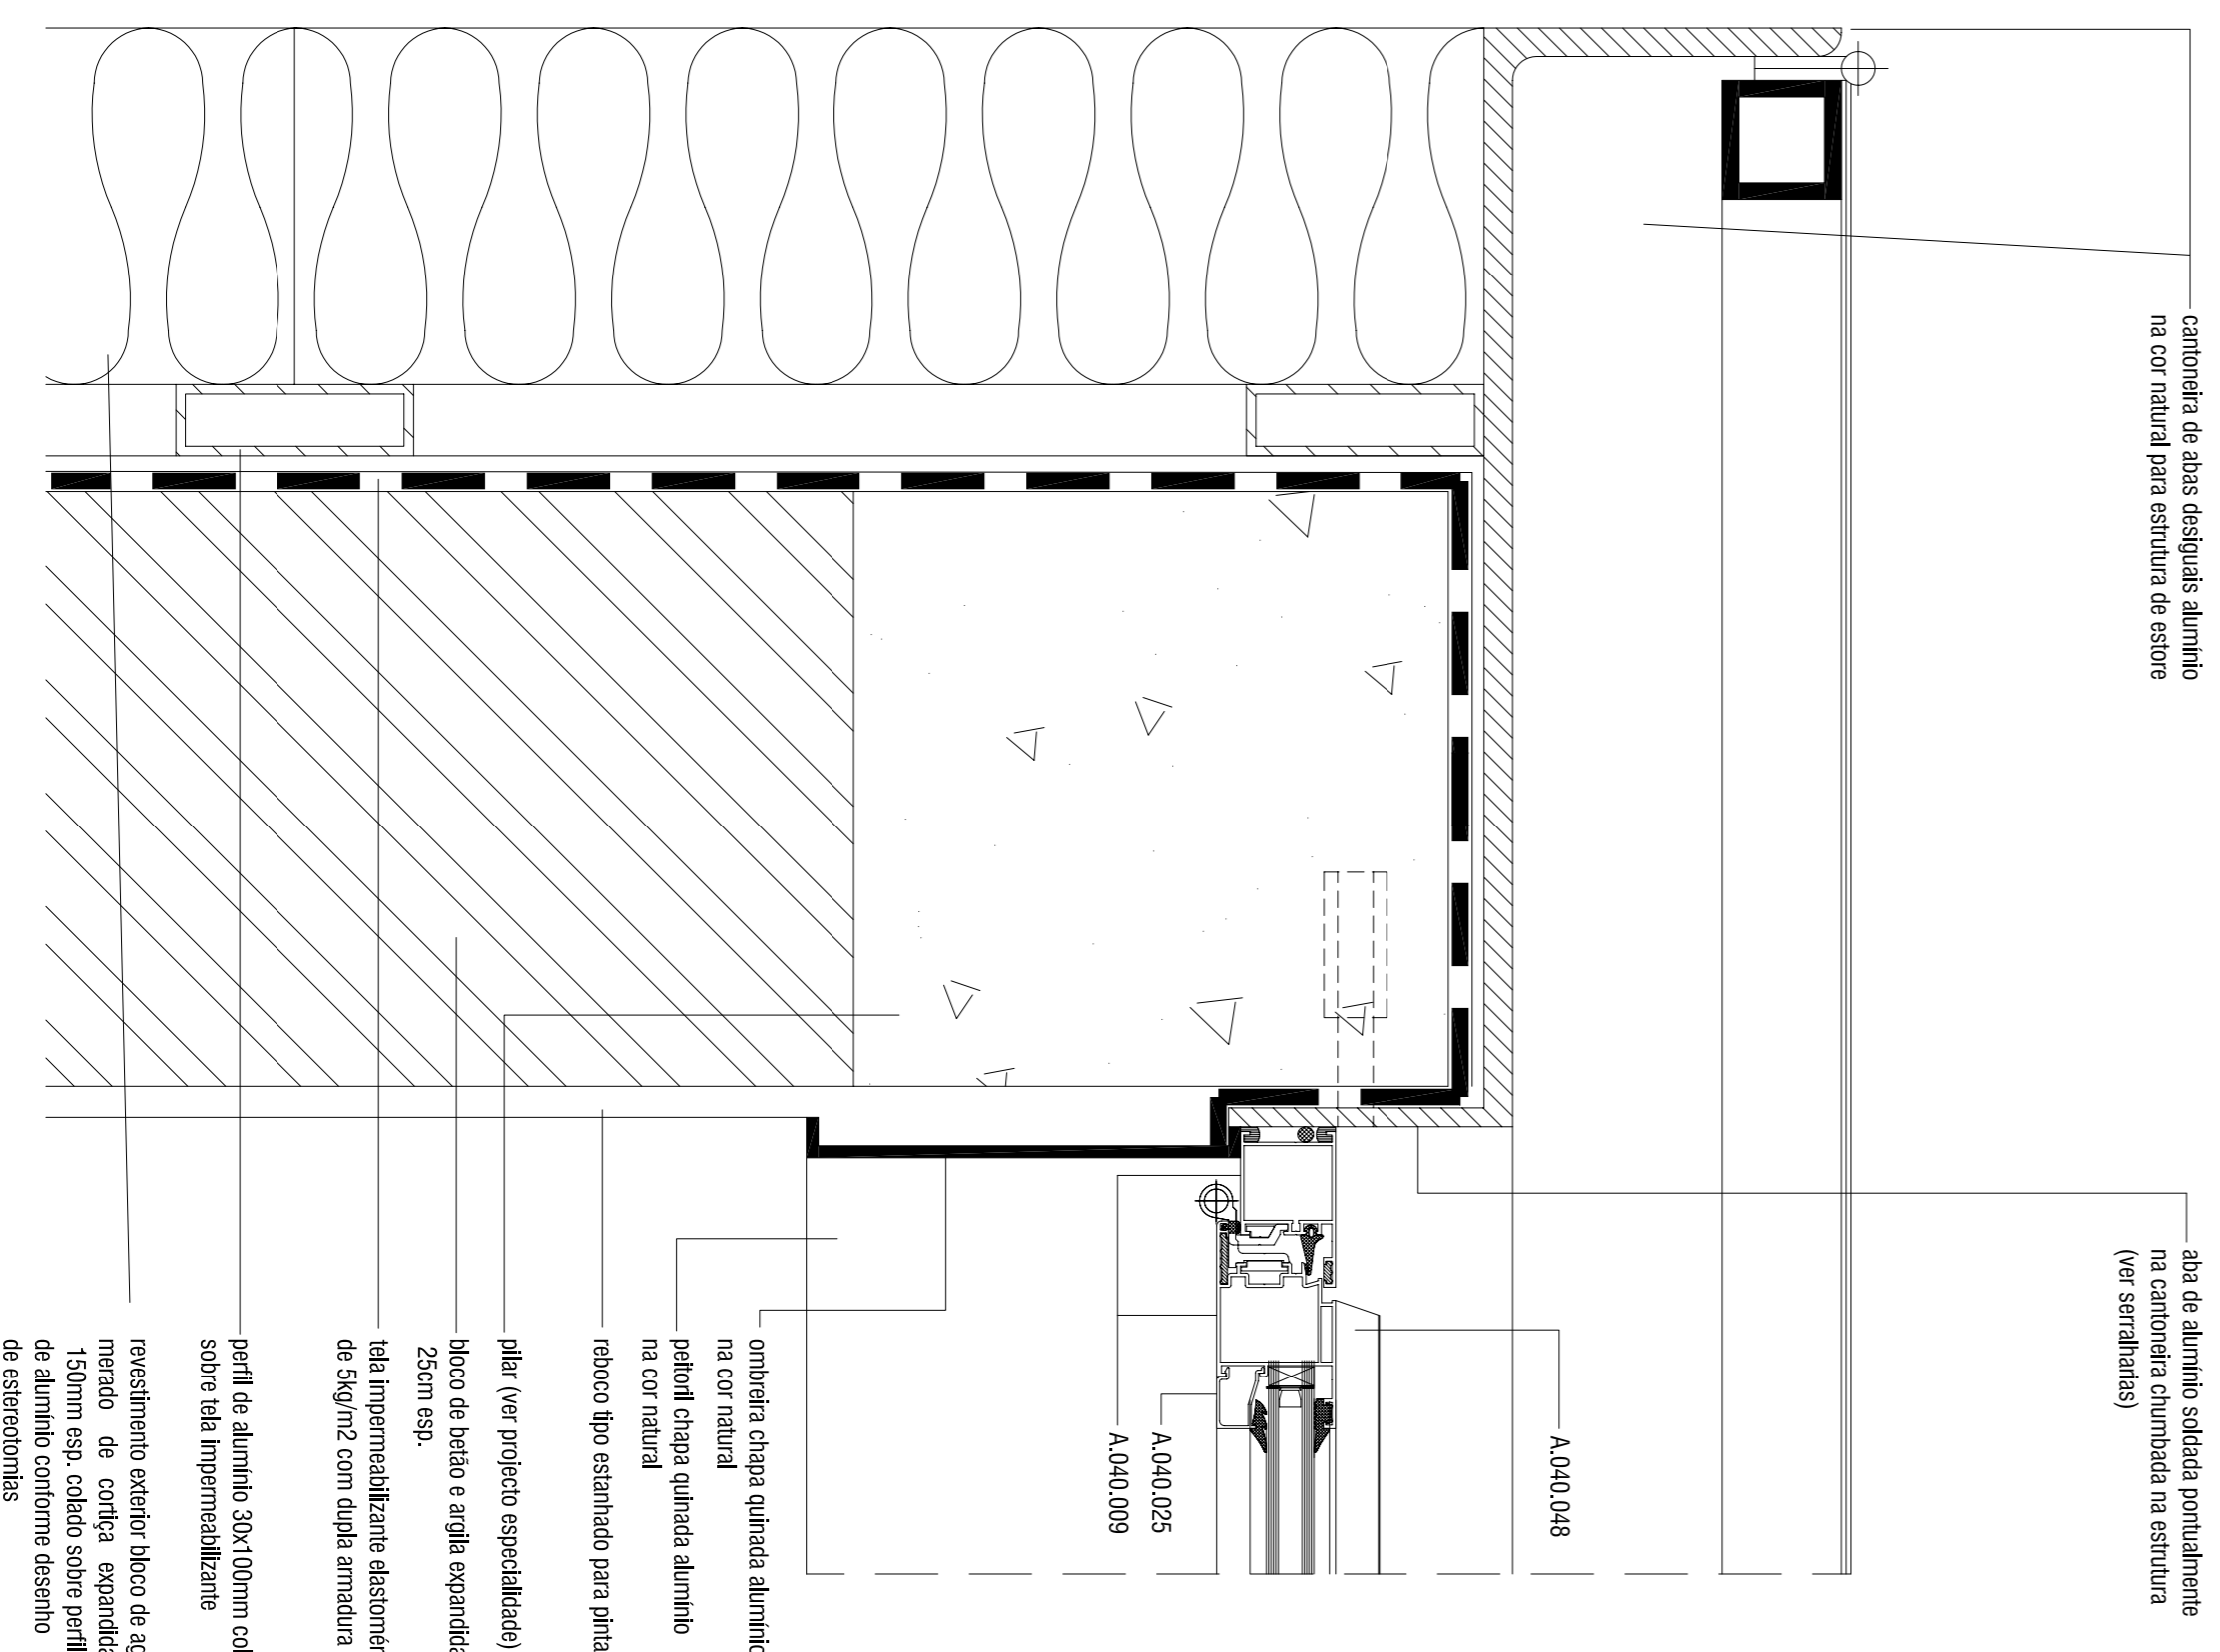 cantoneira de abas desiguais alumínio
na cor natural para estrutura de estore
aba de alumínio soldada pontualmente
na cantoneira chumbada na estrutura
(ver serralharias)
A.040.048
A.040.025
A.040.009
ombreira chapa quinada alumínio
na cor natural
peitoril chapa quinada alumínio
na cor natural
reboco tipo estanhado para pinta
pilar (ver projecto especialidade)
bloco de betão e argila expandida
25cm esp.
tela impermeabilizante elastomér
de 5kg/m2 com dupla armadura
perfil de alumínio 30x100mm col
sobre tela impermeabilizante
revestimento exterior bloco de ag
merado de cortiça expandida
150mm esp. colado sobre perfil
de alumínio conforme desenho
de estereotomias